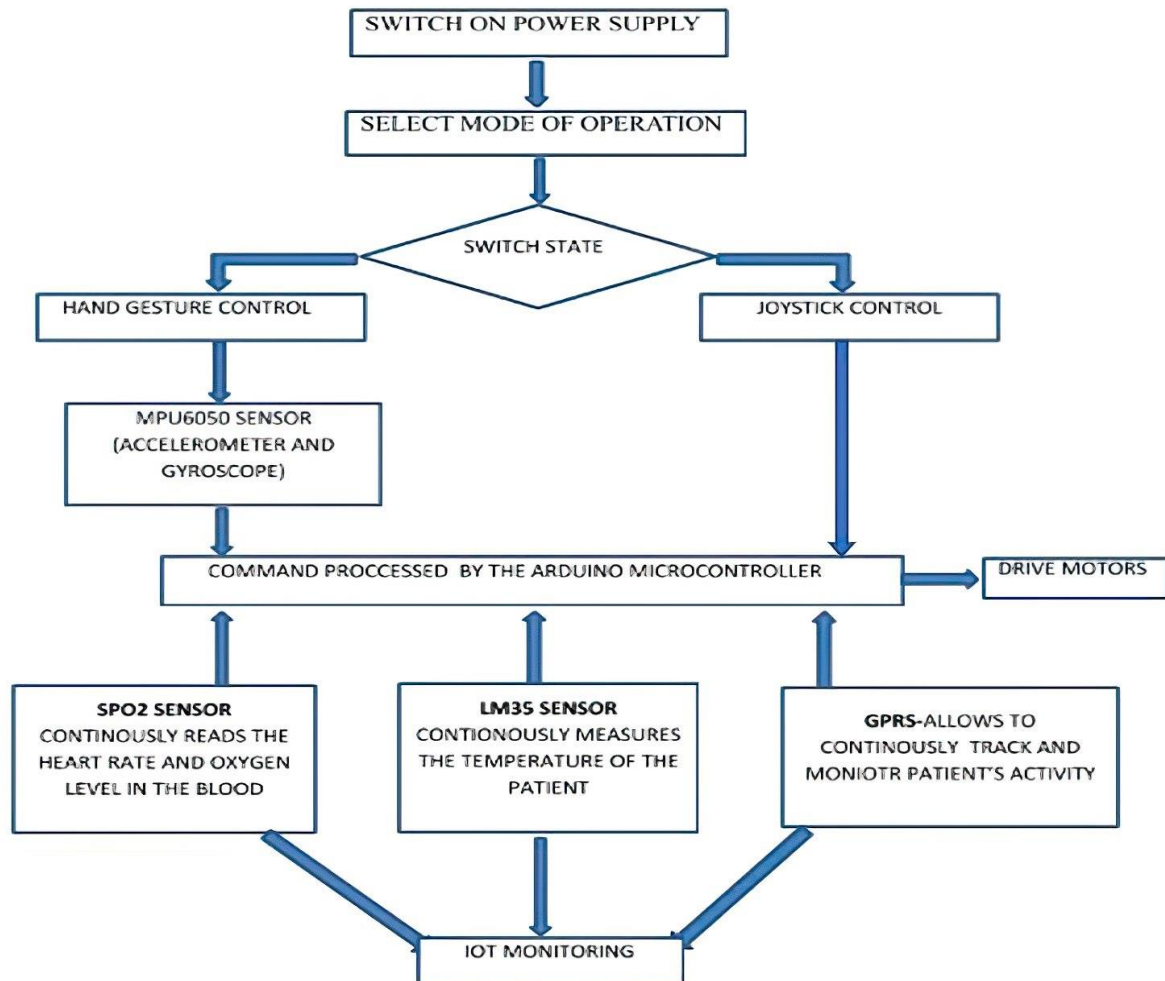 SWITCH ON POWER SUPPLY
SELECT MODE OF OPERATION
SWITCH STATE
HAND GESTURE CONTROL
JOYSTICK CONTROL
MPU6050 SENSOR
(ACCELEROMETER AND
GYROSCOPE)
COMMAND PROCCESSED BY THE ARDUINO MICROCONTROLLER
DRIVE MOTORS
SPO2 SENSOR
CONTINOUSLY READS THE
HEART RATE AND OXYGEN
LEVEL IN THE BLOOD
LM35 SENSOR
CONTIONOUSLY MEASURES
THE TEMPERATURE OF THE
PATIENT
GPRS-ALLOWS TO
CONTINOUSLY TRACK AND
MONIOTR PATIENT'S ACTIVITY
IOT MONITORING